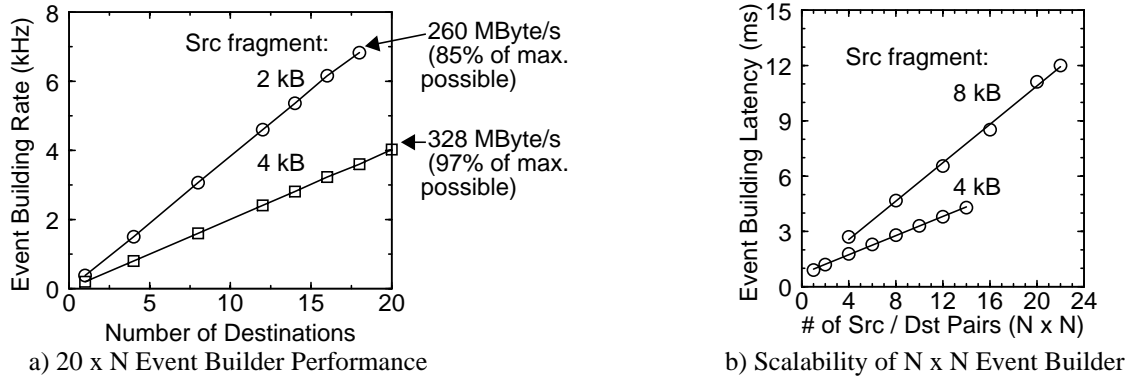 Event Building Rate (kHz)
8
6
4
2
0
0 5 10 15 20
Number of Destinations
Src fragment:
2 kB
4 kB
260 MByte/s
(85% of max.
possible)
328 MByte/s
(97% of max.
possible)
a) 20 x N Event Builder Performance
Event Building Latency (ms)
15
12
9
6
3
0
0 4 8 12 16 20 24
# of Src / Dst Pairs (N x N)
Src fragment:
8 kB
4 kB
b) Scalability of N x N Event Builder